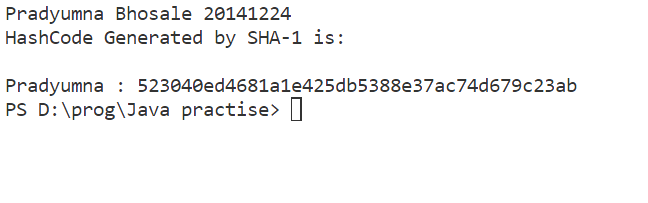 Pradyumna Bhosale 20141224
HashCode Generated by SHA-1 is:
Pradyumna : 523040ed4681a1e425db5388e37ac74d679c23ab
PS D:\prog\Java practise>